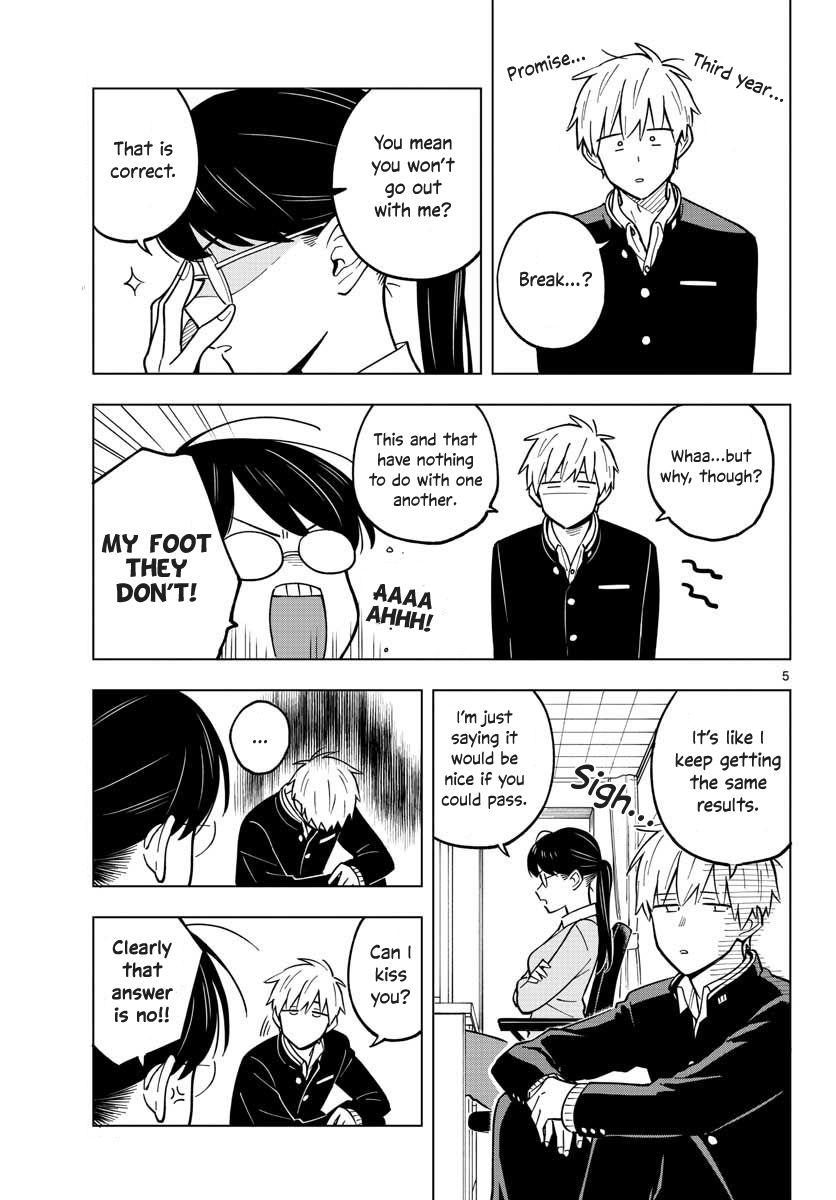 Promise...
Third year...
Break...?
You mean
you won't
go out
with me?
That is
correct.
Whaa...but
why, though?
This and that
have nothing
to do with one
another.
AAAA
AHHH!
MY FOOT
THEY
DON'T!
5
It's like I
keep getting
the same
results.
Sigh...
I'm just
saying it
would be
nice if you
could pass.
...
Can I
kiss
you?
Clearly
that
answer
is no!!